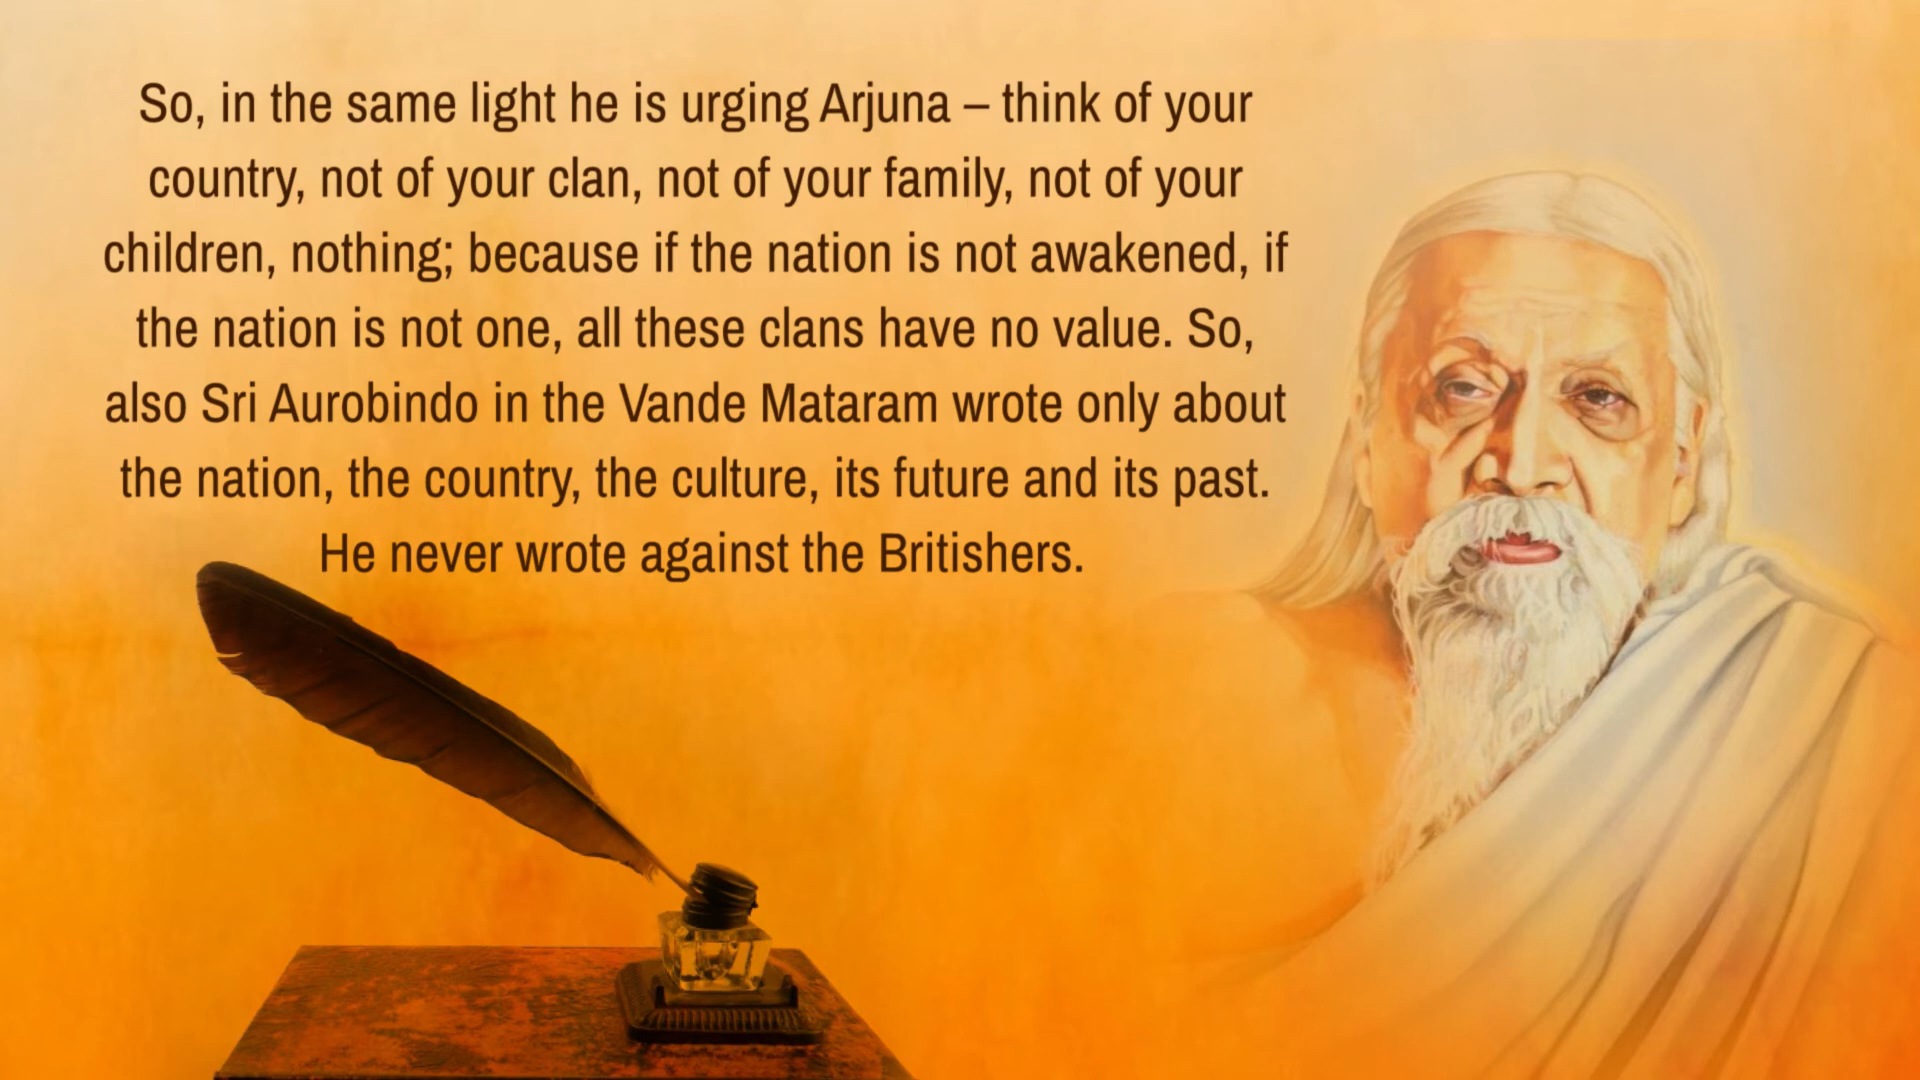 So, in the same light he is urging Arjuna – think of your
country, not of your clan, not of your family, not of your
children, nothing; because if the nation is not awakened, if
the nation is not one, all these clans have no value. So,
also Sri Aurobindo in the Vande Mataram wrote only about
the nation, the country, the culture, its future and its past.
He never wrote against the Britishers.